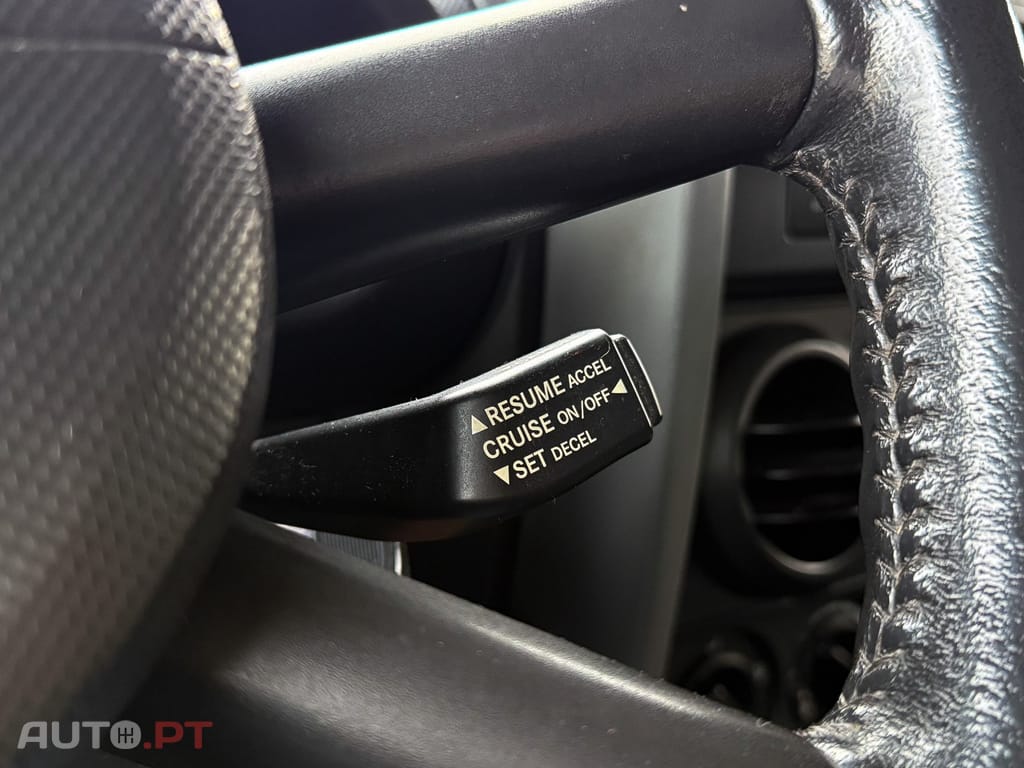 ▲RESUME ACCEL
CRUISE ON/OFF◀
▼SET DECEL
AUTO.PT